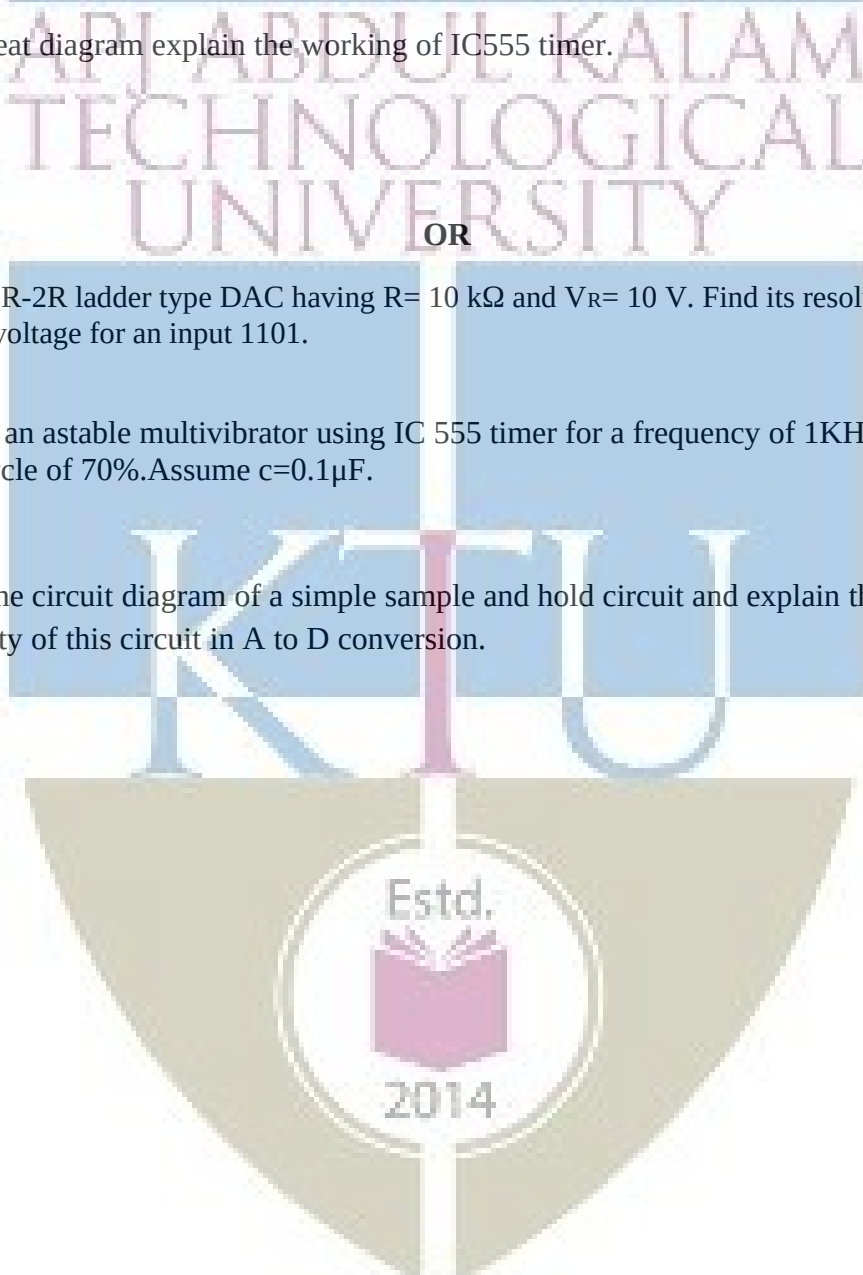 eat diagram explain the working of IC555 timer.
APJ ABDUL KALAM
TECHNOLOGICAL
UNIVERSITY
OR
R-2R ladder type DAC having R= 10 kΩ and VR= 10 V. Find its resol
voltage for an input 1101.
an astable multivibrator using IC 555 timer for a frequency of 1KH
cle of 70%.Assume c=0.1μF.
ne circuit diagram of a simple sample and hold circuit and explain th
ty of this circuit in A to D conversion.
KTU
Estd.
2014